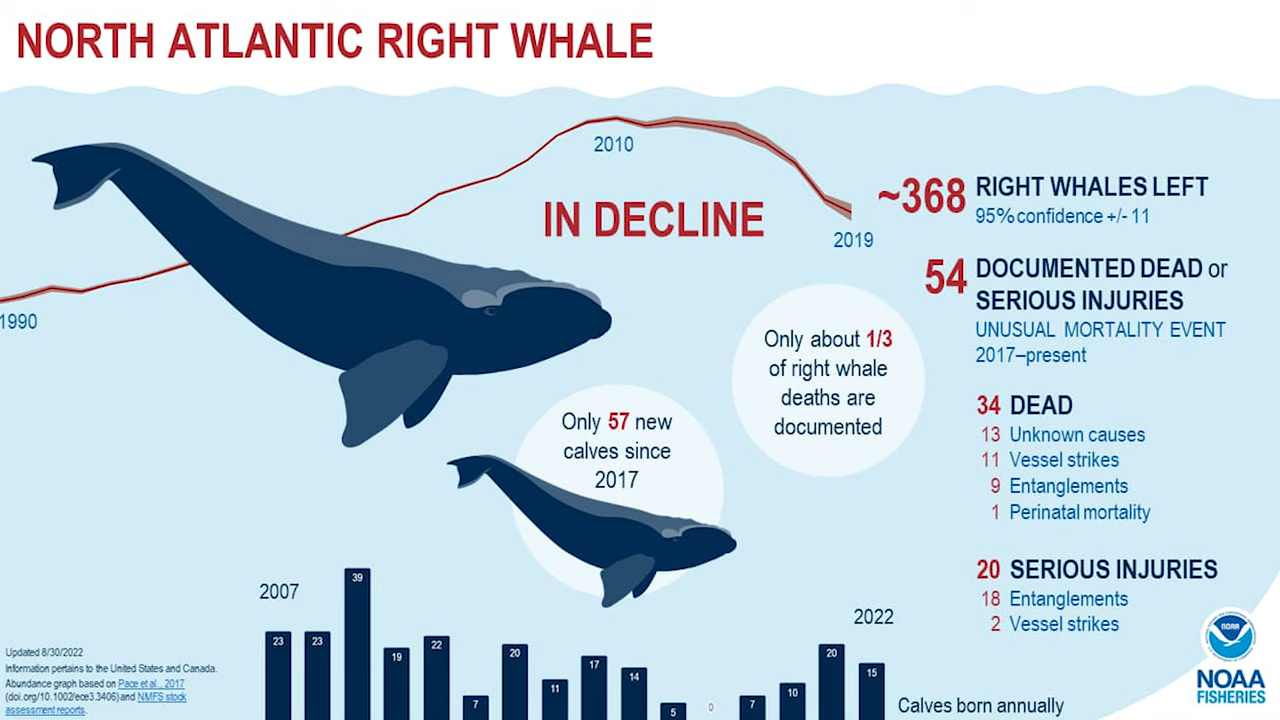 NORTH ATLANTIC RIGHT WHALE
2010
IN DECLINE
2019
1990
~368 RIGHT WHALES LEFT
95% confidence +/- 11
54 DOCUMENTED DEAD or
SERIOUS INJURIES
UNUSUAL MORTALITY EVENT
2017–present
Only about 1/3
of right whale
deaths are
documented
Only 57 new
calves since
2017
34 DEAD
13 Unknown causes
11 Vessel strikes
9 Entanglements
1 Perinatal mortality
20 SERIOUS INJURIES
18 Entanglements
2 Vessel strikes
2007
2022
23 23 39 19 22 7 20 11 17 14 5 0 7 10 20 15
Calves born annually
Updated 8/30/2022
Information pertains to the United States and Canada.
Abundance graph based on Pace et al., 2017
(doi.org/10.1002/ece3.3406)and NMFS stock
assessment reports.
NOAA
NOAA
FISHERIES